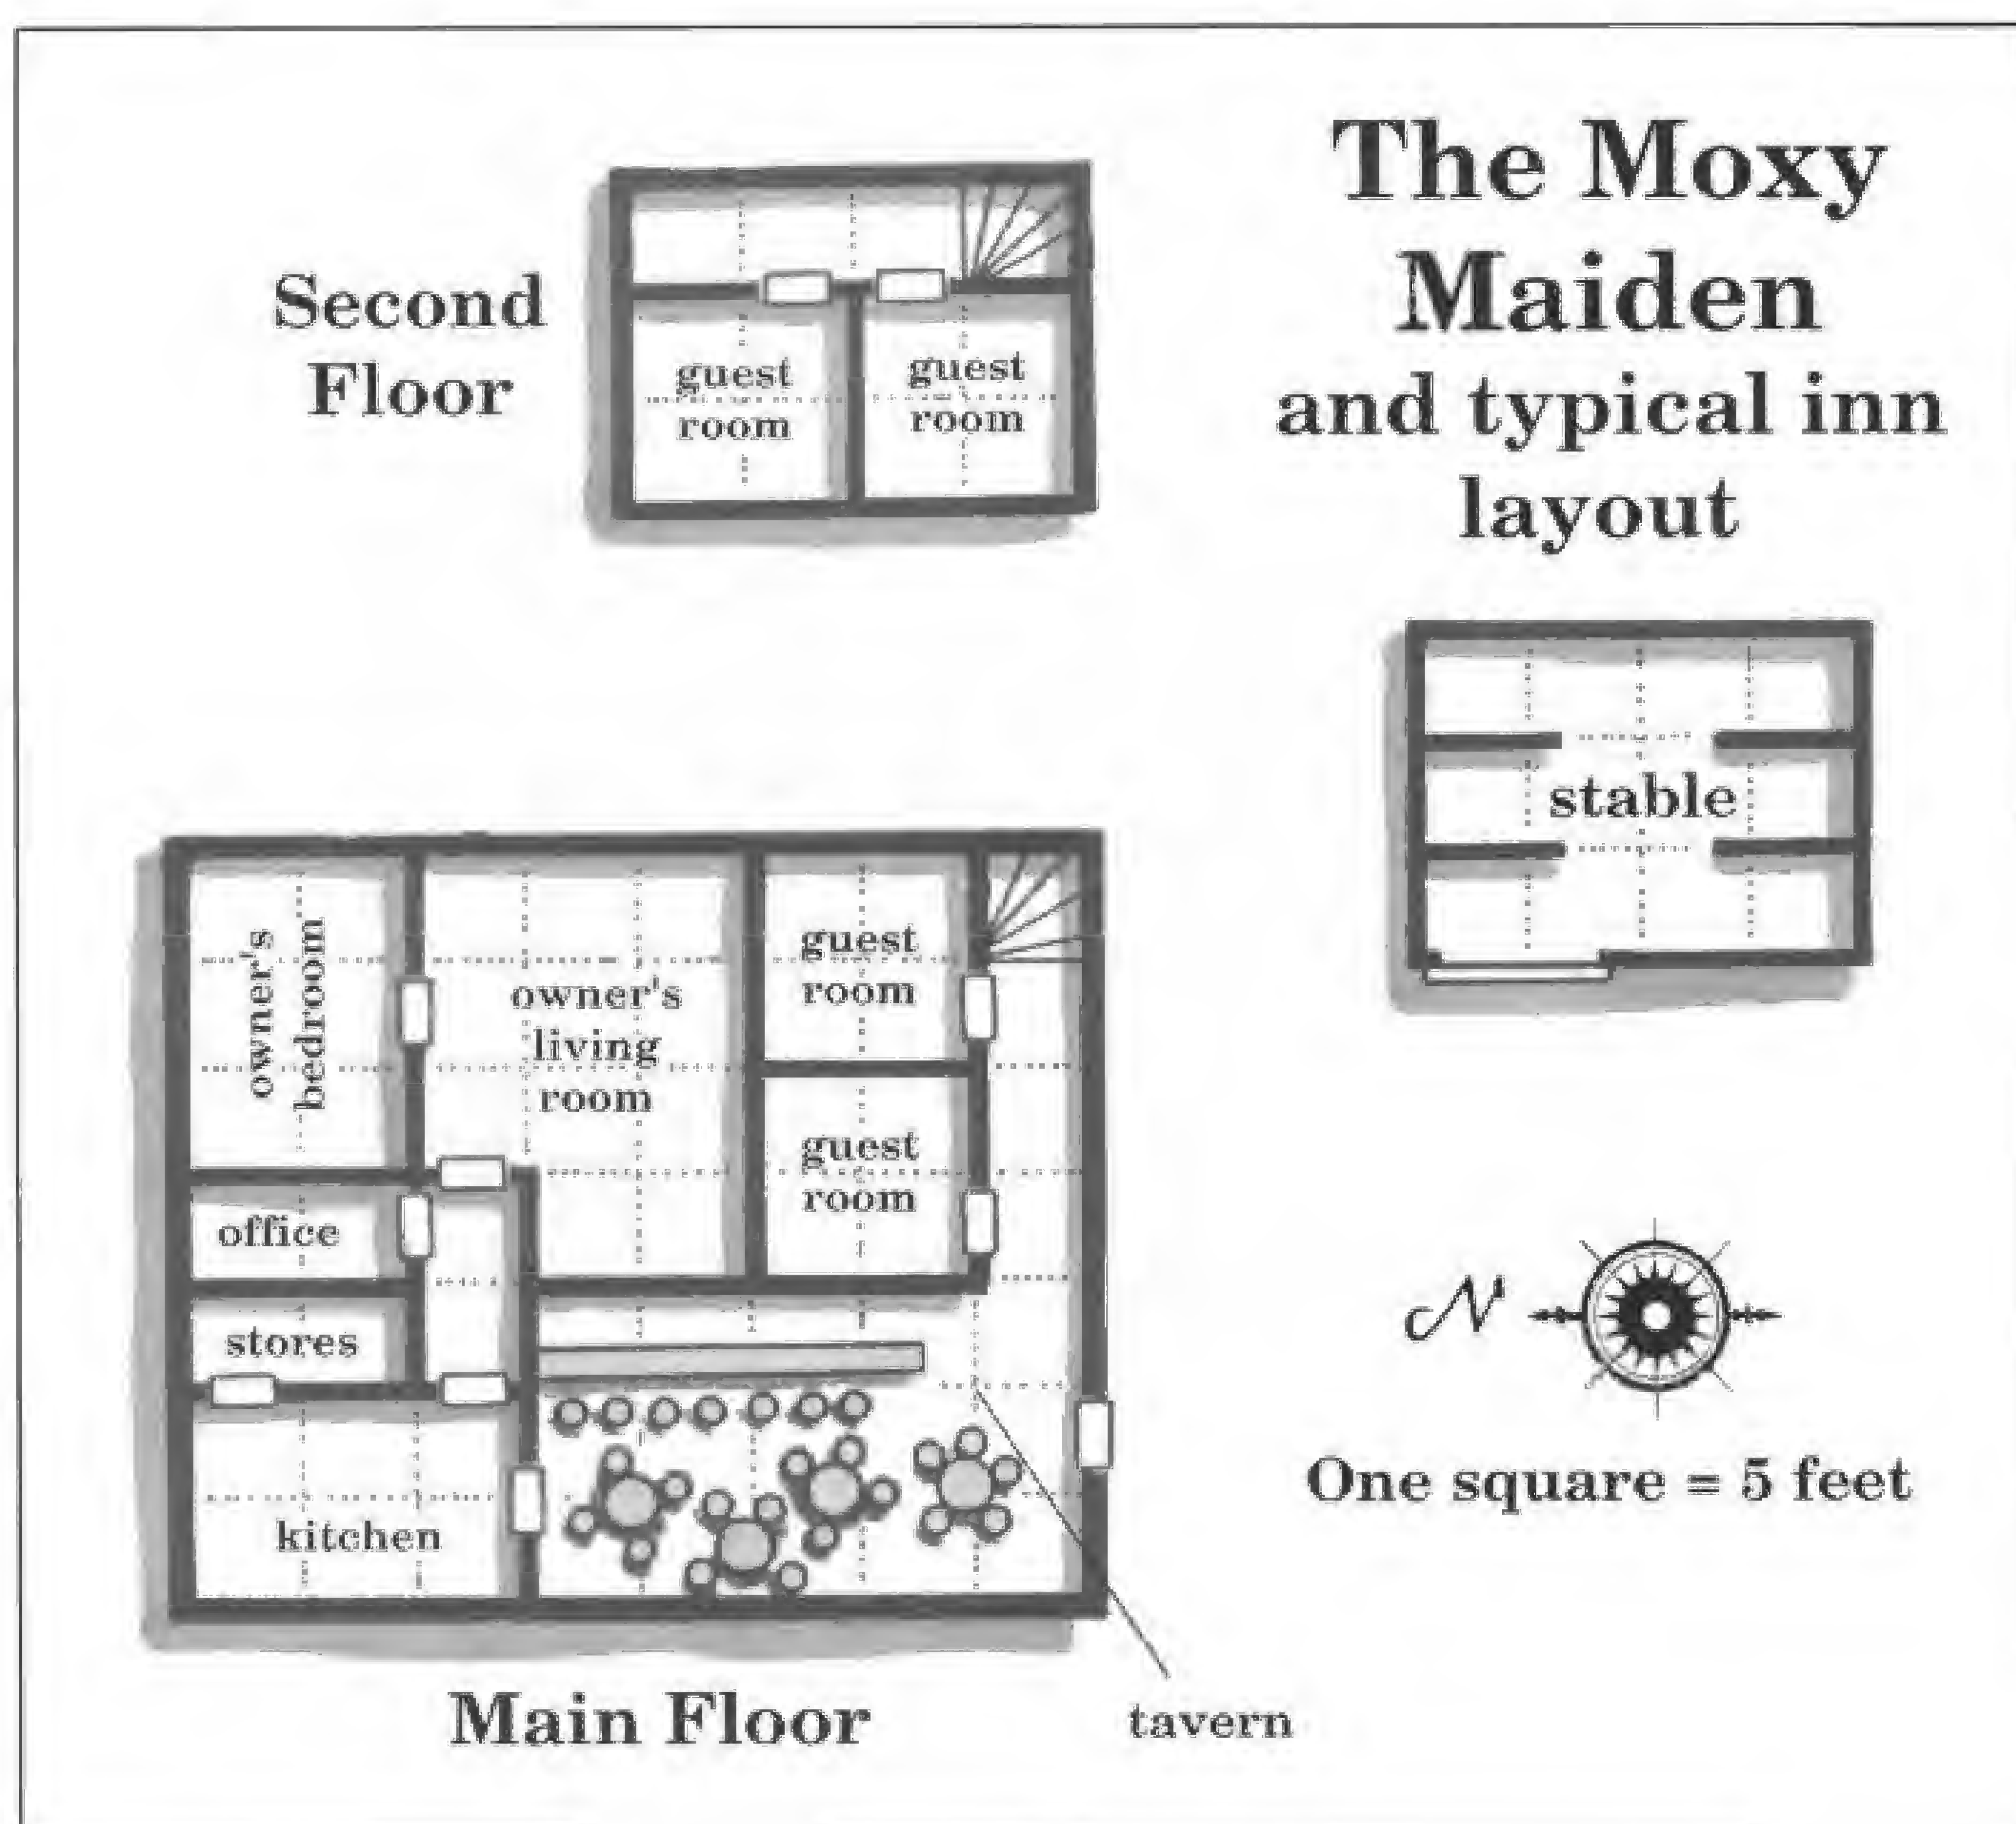 The Moxy
Maiden
and typical inn
layout
Second
Floor
guest
room
guest
room
stable
owner's
bedroom
owner's
living
room
guest
room
guest
room
office
stores
kitchen
N
One square = 5 feet
Main Floor
tavern